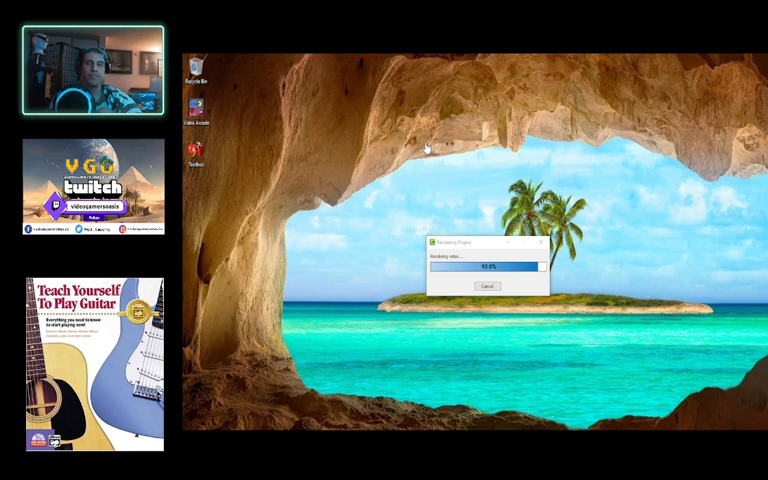 VGO
twitch
videogamersoasis
Follow
Teach Yourself
To Play Guitar
Everything you need to know
to start playing now!
Recycle Bin
Video Arcade
Toolbox
Rendering Project
Rendering video...
93.0%
Cancel